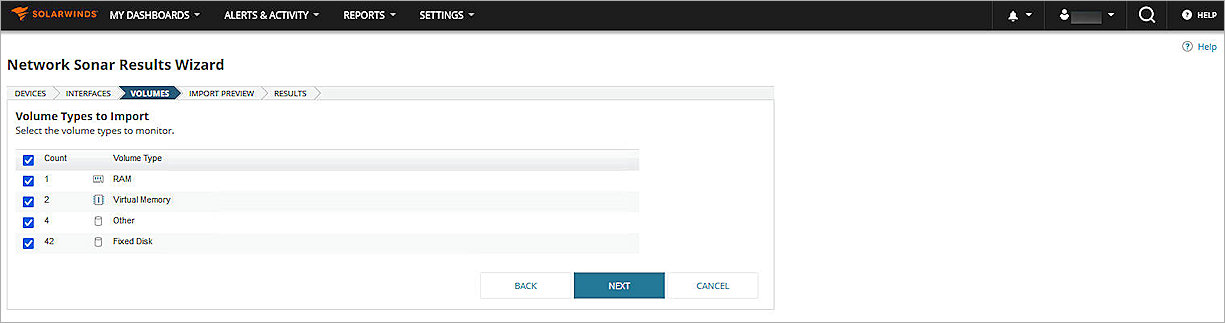 SOLARWINDS MY DASHBOARDS ALERTS & ACTIVITY REPORTS SETTINGS HELP
Help
Network Sonar Results Wizard
DEVICES INTERFACES VOLUMES IMPORT PREVIEW RESULTS
Volume Types to Import
Select the volume types to monitor.
Count Volume Type
1 RAM
2 Virtual Memory
4 Other
42 Fixed Disk
BACK NEXT CANCEL